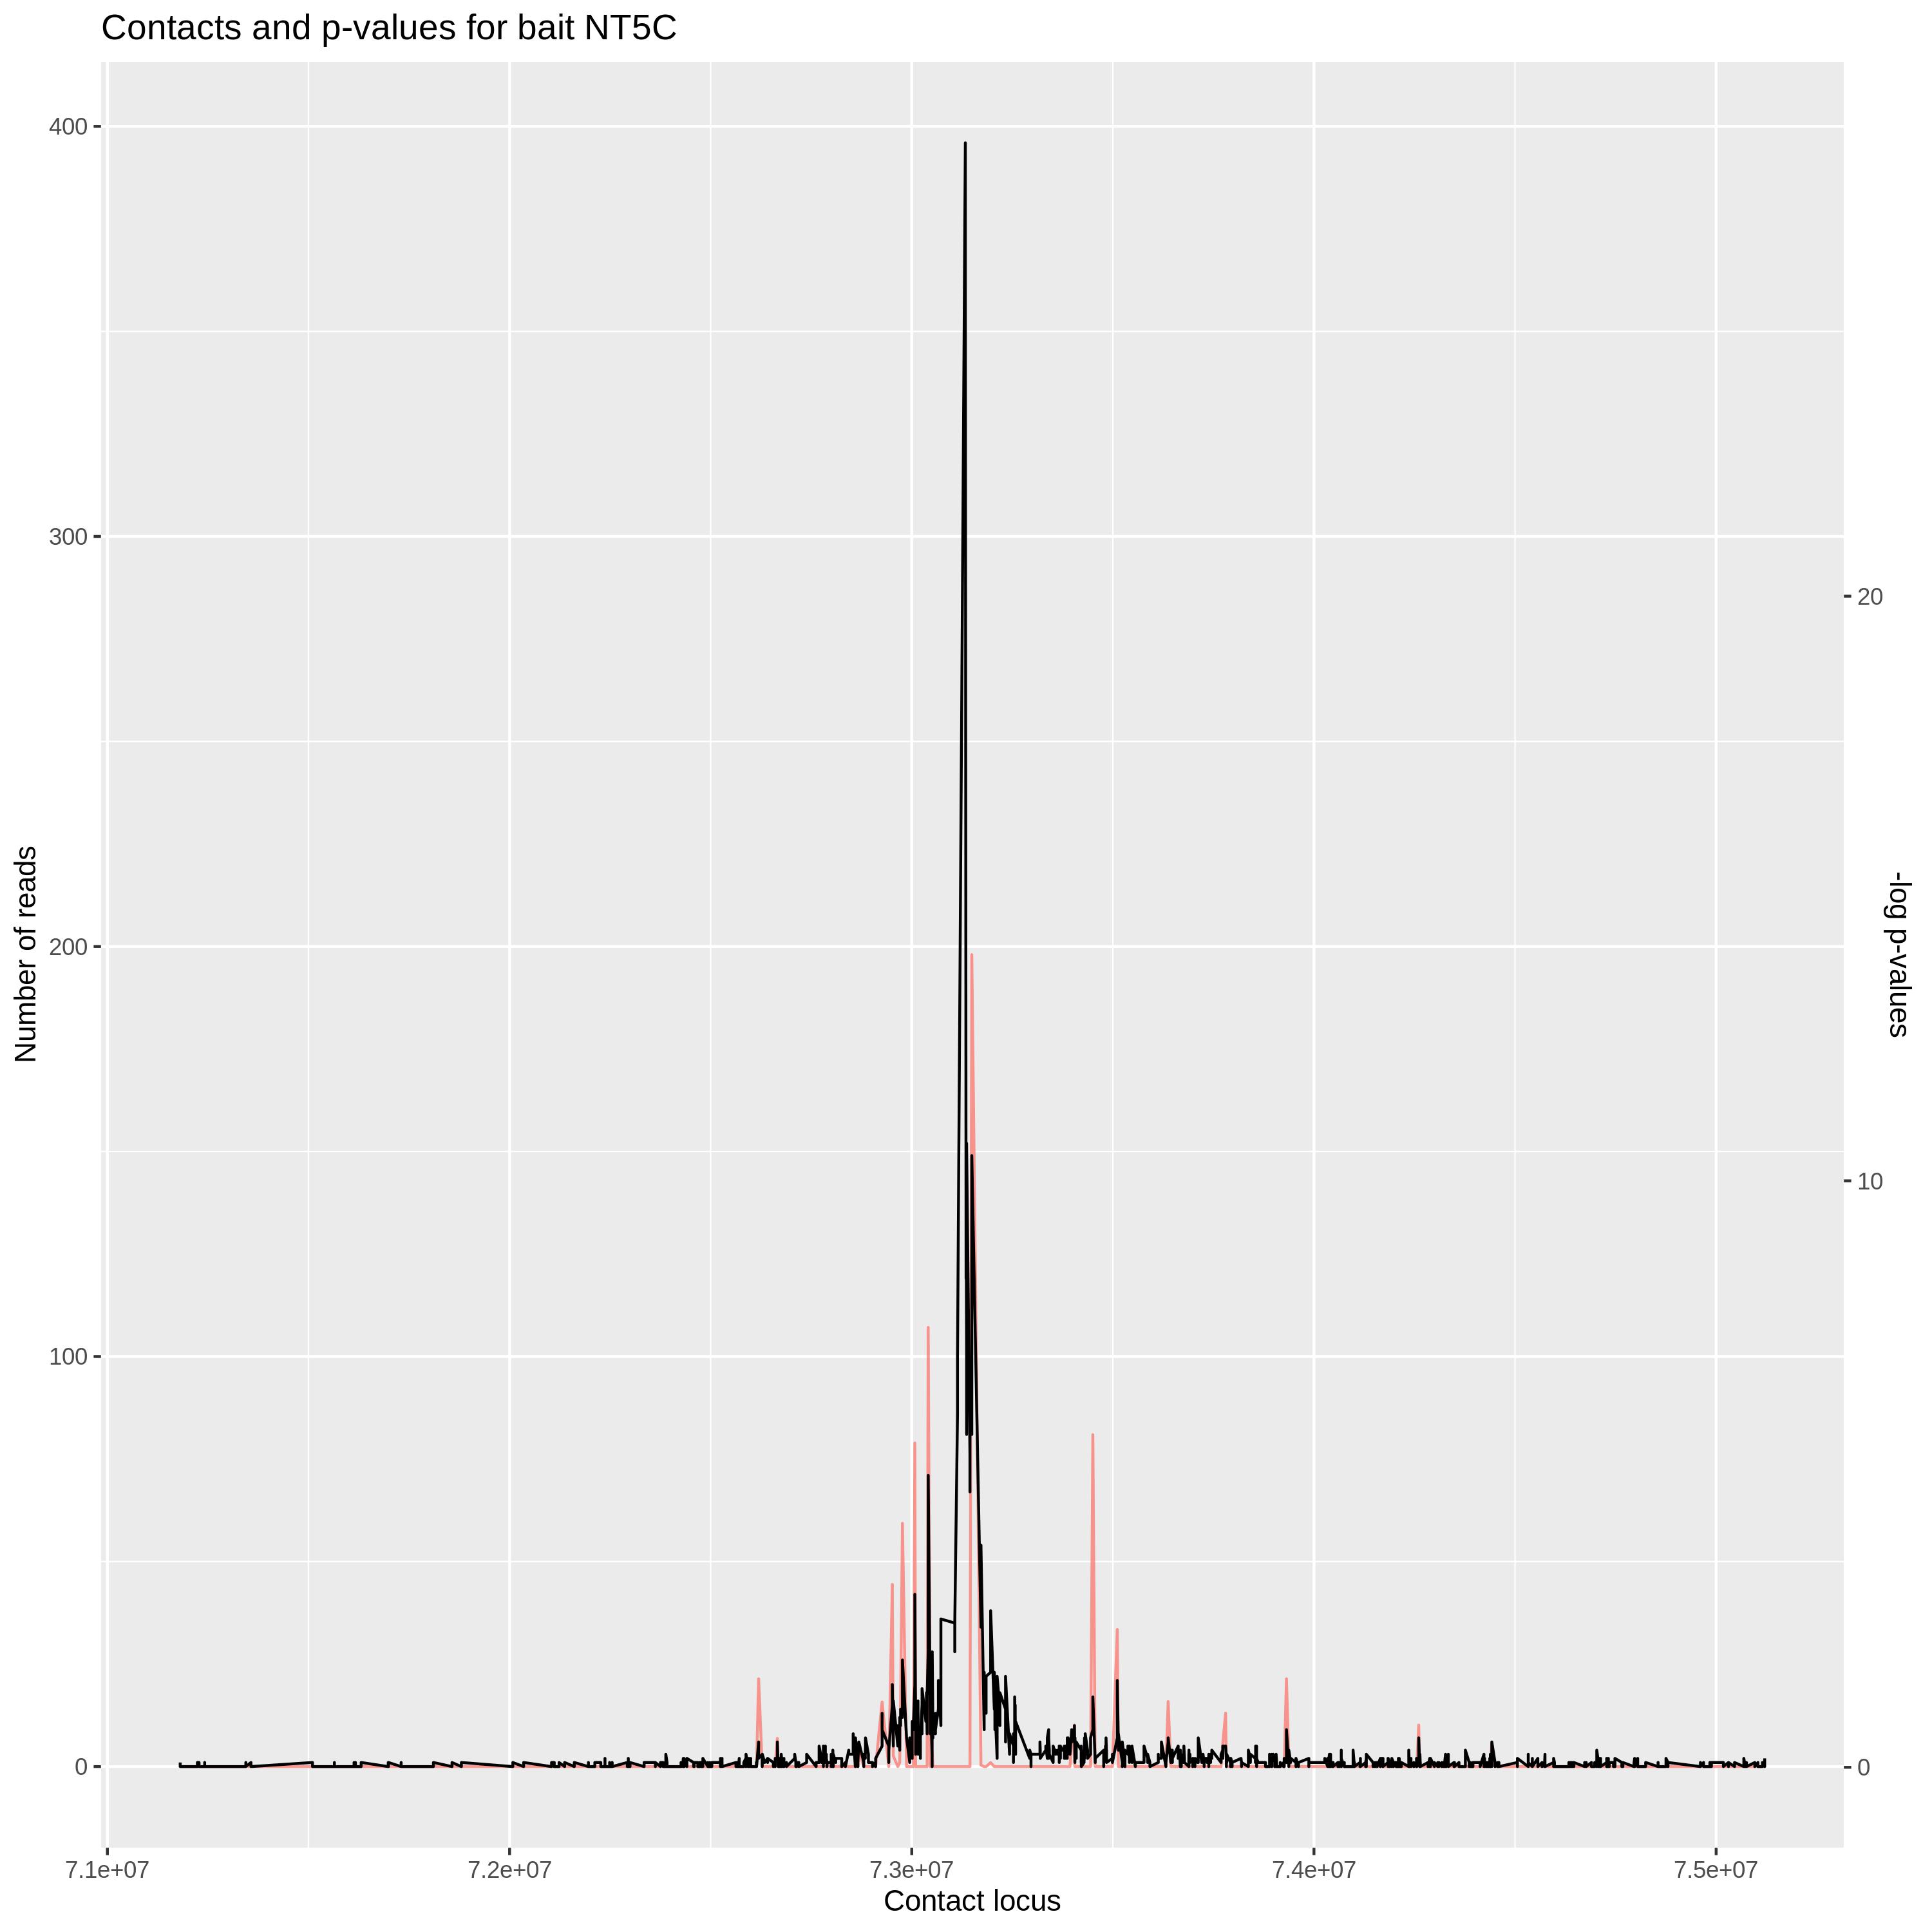 Contacts and p-values for bait NT5C
400
300
200
100
0
Number of reads
20
10
0
-log p-values
7.1e+07
7.2e+07
7.3e+07
7.4e+07
7.5e+07
Contact locus